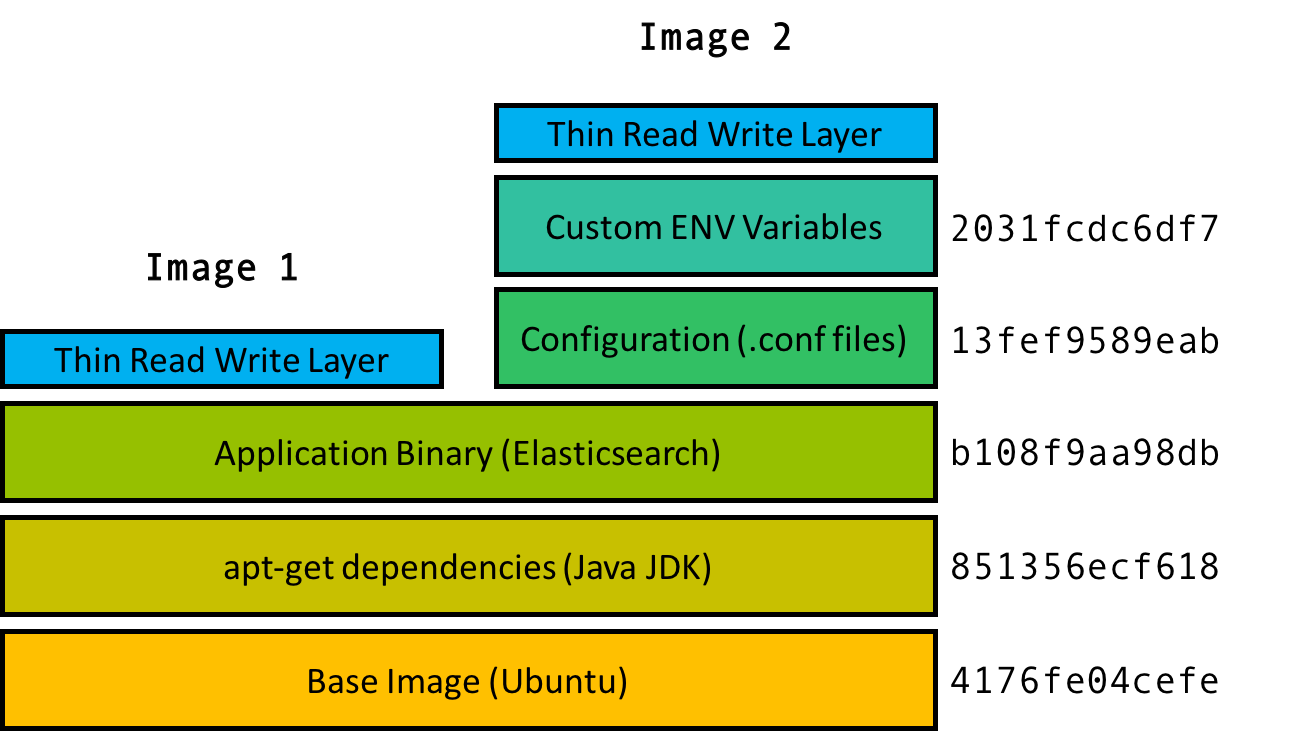 Image 2
Thin Read Write Layer
Custom ENV Variables 2031fcdc6df7
Image 1
Configuration (.conf files) 13fef9589eab
Thin Read Write Layer
Application Binary (Elasticsearch) b108f9aa98db
apt-get dependencies (Java JDK) 851356ecf618
Base Image (Ubuntu) 4176fe04cefe